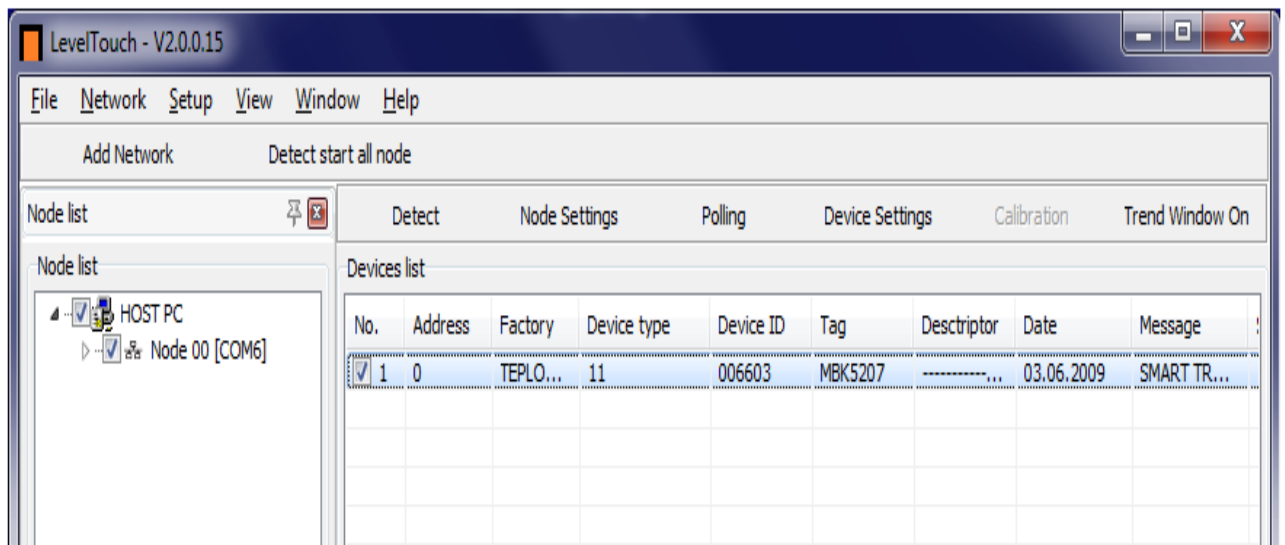 LevelTouch - V2.0.0.15
File Network Setup View Window Help
Add Network Detect start all node
Node list
Detect Node Settings Polling Device Settings Calibration Trend Window On
Node list
HOST PC
Node 00 [COM6]
Devices list
No. Address Factory Device type Device ID Tag Desctriptor Date Message
1 0 TEPLO... 11 006603 MBK5207 -----------... 03.06.2009 SMART TR...